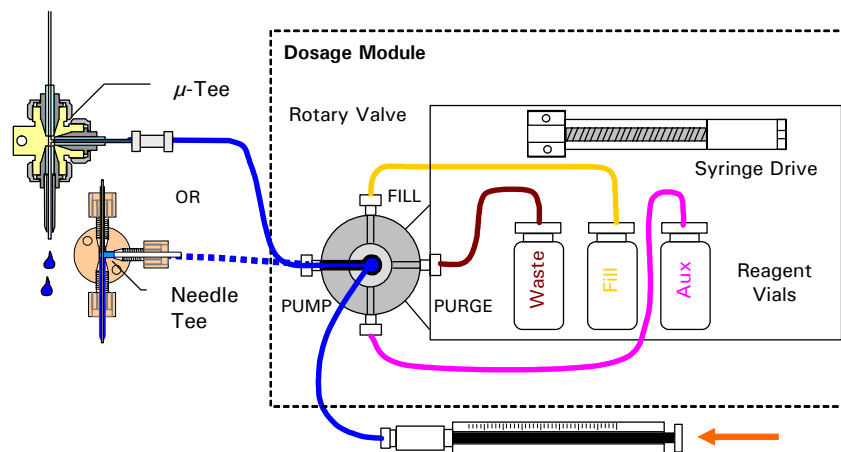 Dosage Module
µ-Tee
Rotary Valve
Syringe Drive
OR
FILL
Waste
Fill
Aux
Reagent
Vials
Needle
Tee
PUMP
PURGE